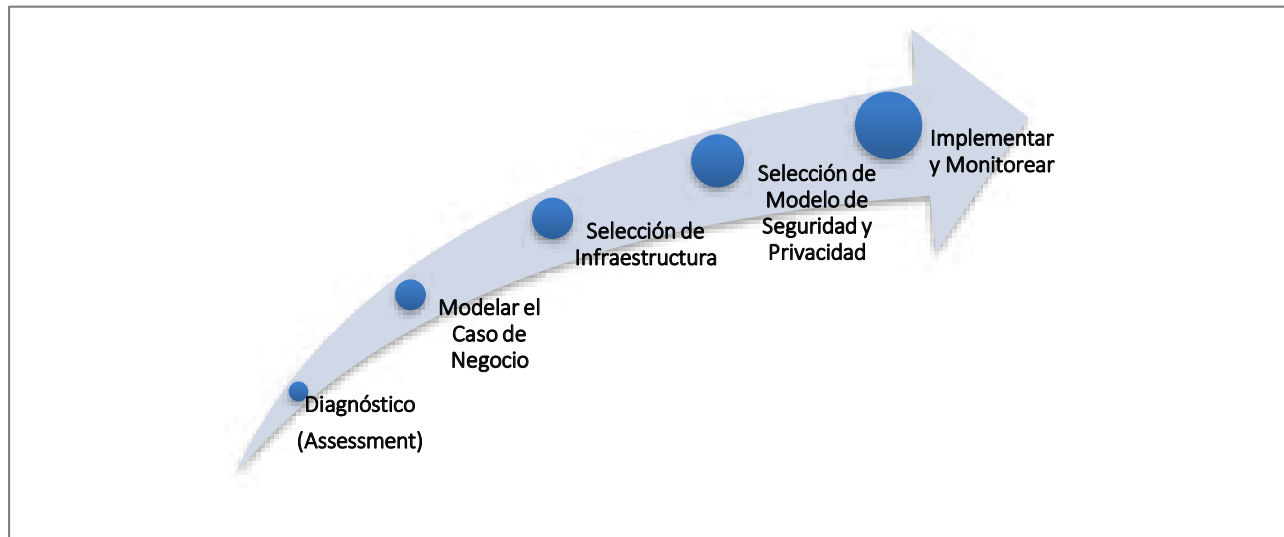 Diagnóstico
(Assessment)
Modelar el
Caso de
Negocio
Selección de
Infraestructura
Selección de
Modelo de
Seguridad y
Privacidad
Implementar
y Monitorear